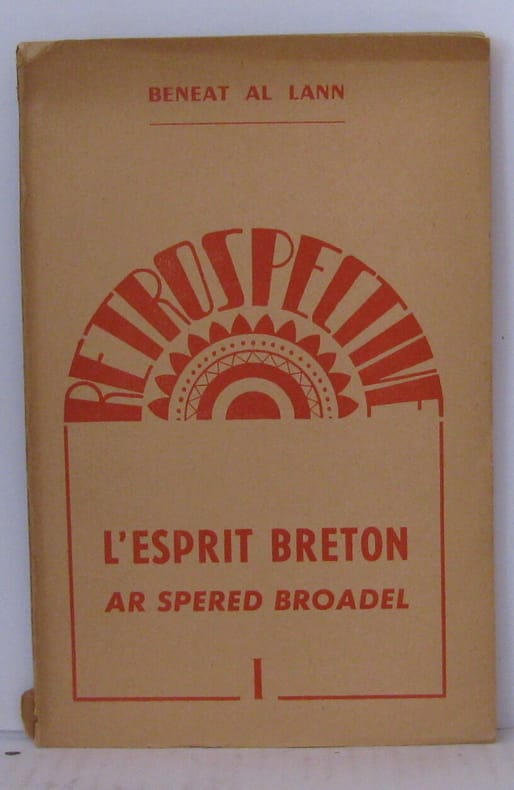 BENEAT AL LANN
RETROSPECTIVE
L'ESPRIT BRETON
AR SPERED BROADEL
I